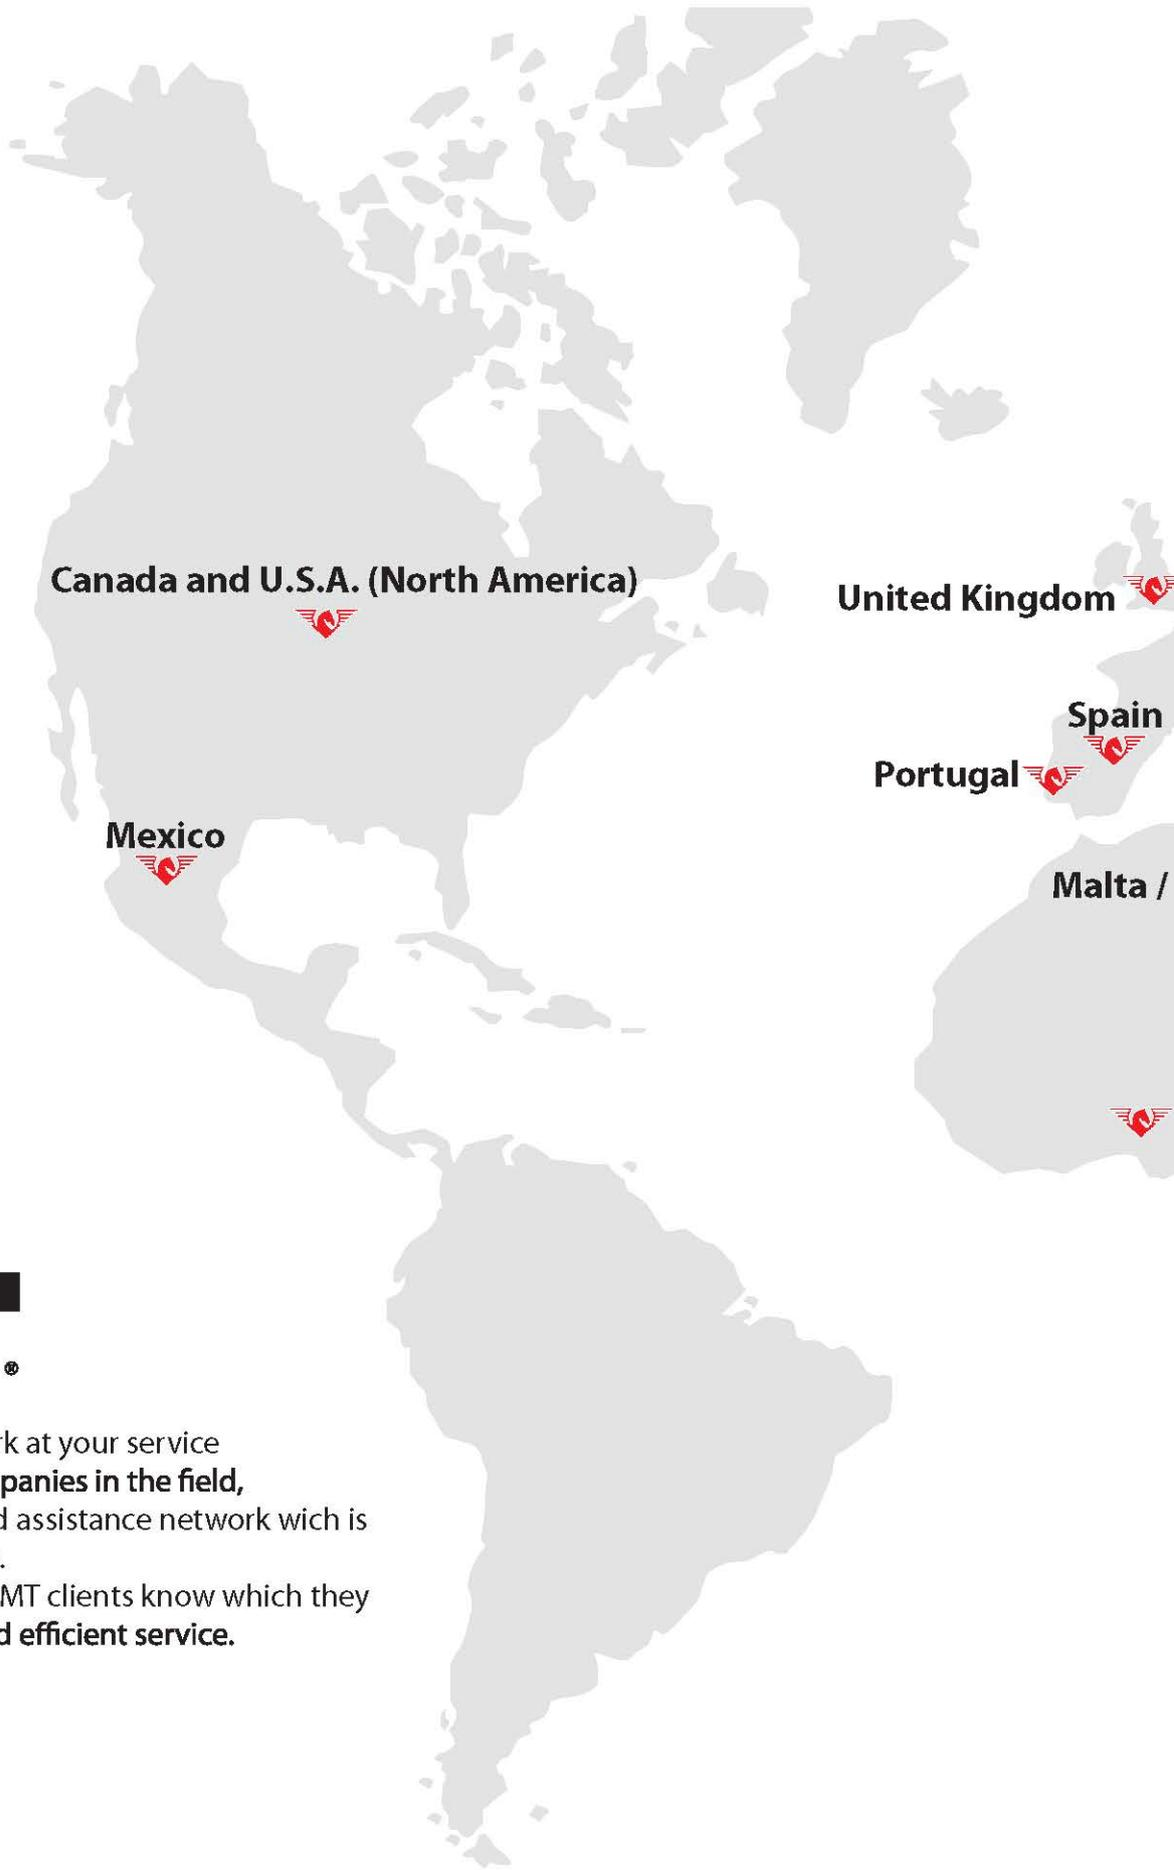 Canada and U.S.A. (North America)
United Kingdom
Spain
Portugal
Mexico
Malta /
®
rk at your service
panies in the field,
d assistance network wich is
.
MT clients know which they
d efficient service.